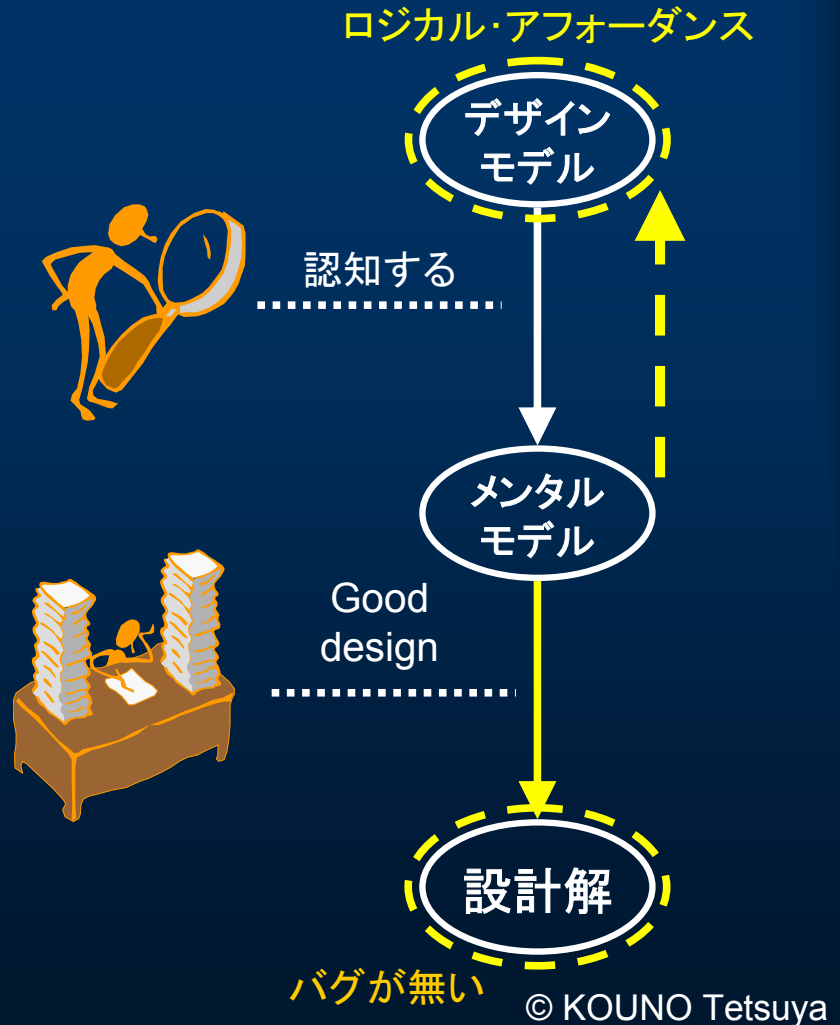 ロジカル・アフォーダンス
デザイン
モデル
認知する
メンタル
モデル
Good
design
設計解
バグが無い
© KOUNO Tetsuya